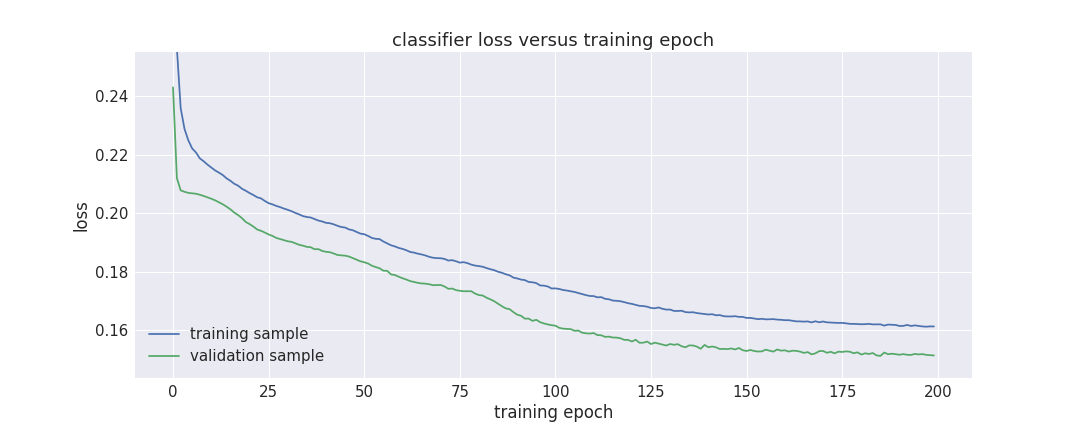 classifier loss versus training epoch
0.24
0.22
0.20
0.18
0.16
loss
training sample
validation sample
0 25 50 75 100 125 150 175 200
training epoch